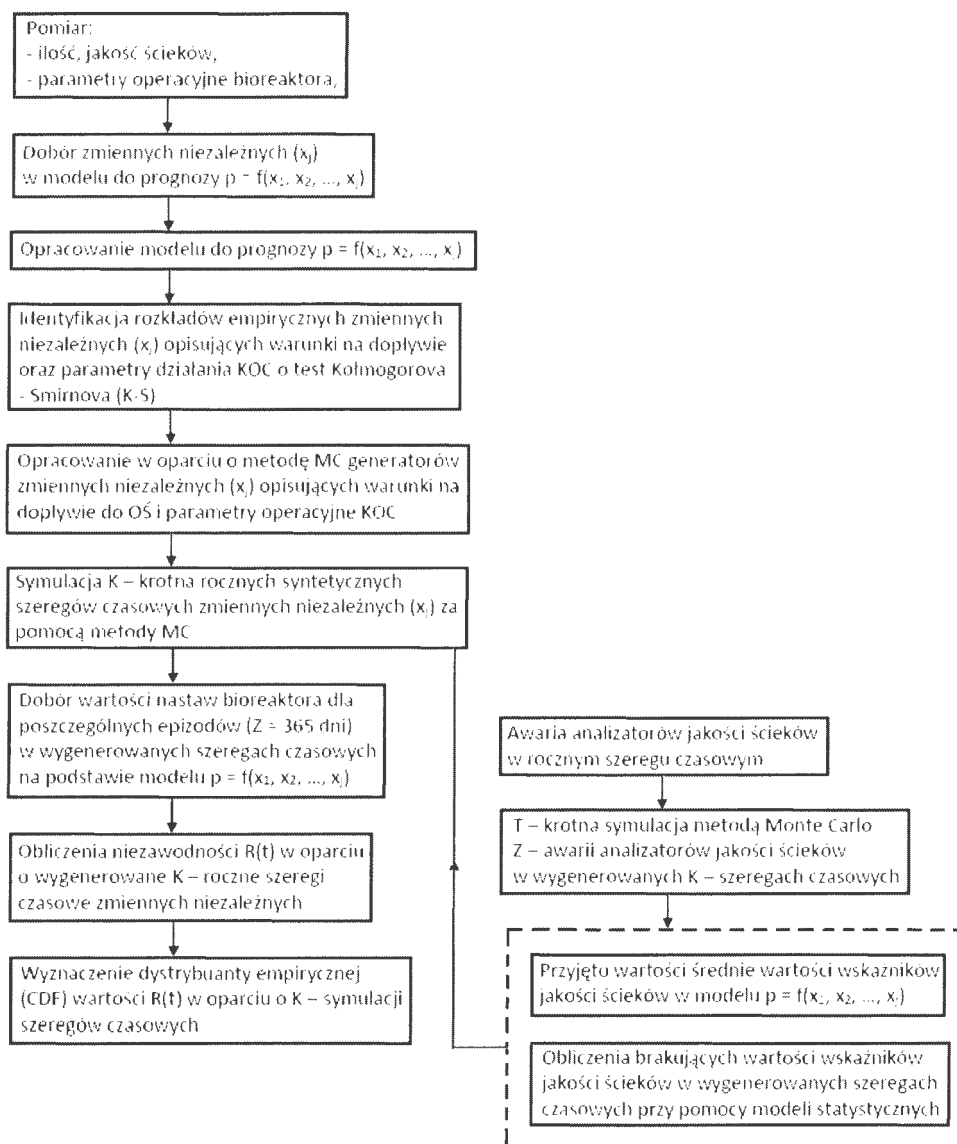 Pomiar:
- ilość, jakość ścieków,
- parametry operacyjne bioreaktora,
Dobór zmiennych niezależnych (xj)
w modelu do prognozy p = f(x1, x2, ..., xj)
Opracowanie modelu do prognozy p = f(x1, x2, ..., xj)
Identyfikacja rozkładów empirycznych zmiennych
niezależnych (xj) opisujących warunki na dopływie
oraz parametry działania KOC o test Kołmogorova
- Smirnova (K-S)
Opracowanie w oparciu o metodę MC generatorów
zmiennych niezależnych (xj) opisujących warunki na
dopływie do OŚ i parametry operacyjne KOC
Symulacja K – krotna rocznych syntetycznych
szeregów czasowych zmiennych niezależnych (xj) za
pomocą metody MC
Dobór wartości nastaw bioreaktora dla
poszczególnych epizodów (Z = 365 dni)
w wygenerowanych szeregach czasowych
na podstawie modelu p = f(x1, x2, ..., xj)
Obliczenia niezawodności R(t) w oparciu
o wygenerowane K – roczne szeregi
czasowe zmiennych niezależnych
Wyznaczenie dystrybuanty empirycznej
(CDF) wartości R(t) w oparciu o K – symulacji
szeregów czasowych
Awaria analizatorów jakości ścieków
w rocznym szeregu czasowym
T – krotna symulacja metodą Monte Carlo
Z – awarii analizatorów jakości ścieków
w wygenerowanych K – szeregach czasowych
Przyjęto wartości średnie wartości wskaźników
jakości ścieków w modelu p = f(x1, x2, ..., xj)
Obliczenia brakujących wartości wskaźników
jakości ścieków w wygenerowanych szeregach
czasowych przy pomocy modeli statystycznych